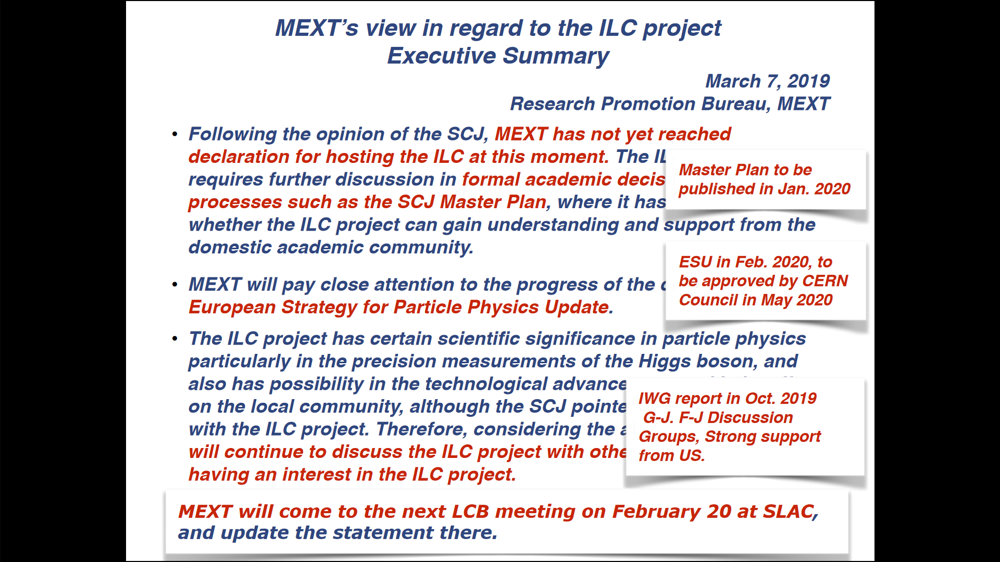 MEXT's view in regard to the ILC project
Executive Summary
March 7, 2019
Research Promotion Bureau, MEXT
• Following the opinion of the SCJ, MEXT has not yet reached
declaration for hosting the ILC at this moment. The
requires further discussion in formal academic
processes such as the SCJ Master Plan, where it has
whether the ILC project can gain understanding and support from the
domestic academic community.
Master Plan to be
published in Jan. 2020
• MEXT will pay close attention to the progress of the
European Strategy for Particle Physics Update.
ESU in Feb. 2020, to
be approved by CERN
Council in May 2020
• The ILC project has certain scientific significance in particle physics
particularly in the precision measurements of the Higgs boson, and
also has possibility in the technological advance
on the local community, although the SCJ pointe
with the ILC project. Therefore, considering the
will continue to discuss the ILC project with othe
having an interest in the ILC project.
IWG report in Oct. 2019
G-J. F-J Discussion
Groups, Strong support
from US.
MEXT will come to the next LCB meeting on February 20 at SLAC,
and update the statement there.